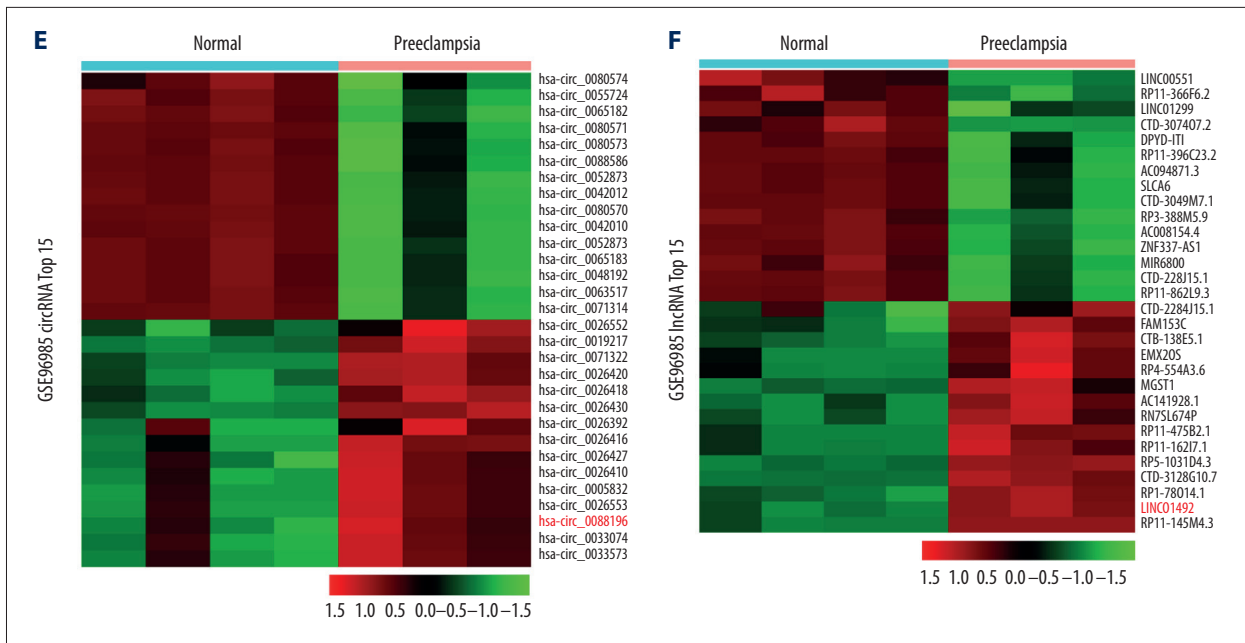 E
Normal Preeclampsia
GSE96985 circRNA Top 15
hsa-circ_0080574
hsa-circ_0055724
hsa-circ_0065182
hsa-circ_0080571
hsa-circ_0080573
hsa-circ_0088586
hsa-circ_0052873
hsa-circ_0042012
hsa-circ_0080570
hsa-circ_0042010
hsa-circ_0052873
hsa-circ_0065183
hsa-circ_0048192
hsa-circ_0063517
hsa-circ_0071314
hsa-circ_0026552
hsa-circ_0019217
hsa-circ_0071322
hsa-circ_0026420
hsa-circ_0026418
hsa-circ_0026430
hsa-circ_0026392
hsa-circ_0026416
hsa-circ_0026427
hsa-circ_0026410
hsa-circ_0005832
hsa-circ_0026553
hsa-circ_0088196
hsa-circ_0033074
hsa-circ_0033573
1.5 1.0 0.5 0.0 −0.5 −1.0 −1.5
F
Normal Preeclampsia
GSE96985 lncRNA Top 15
LINC00551
RP11-366F6.2
LINC01299
CTD-307407.2
DPYD-ITI
RP11-396C23.2
AC094871.3
SLCA6
CTD-3049M7.1
RP3-388M5.9
AC008154.4
ZNF337-AS1
MIR6800
CTD-228J15.1
RP11-862L9.3
CTD-2284J15.1
FAM153C
CTB-138E5.1
EMX2OS
RP4-554A3.6
MGST1
AC141928.1
RN7SL674P
RP11-475B2.1
RP11-162I7.1
RP5-1031D4.3
CTD-3128G10.7
RP1-78O14.1
LINC01492
RP11-145M4.3
1.5 1.0 0.5 0.0 −0.5 −1.0 −1.5